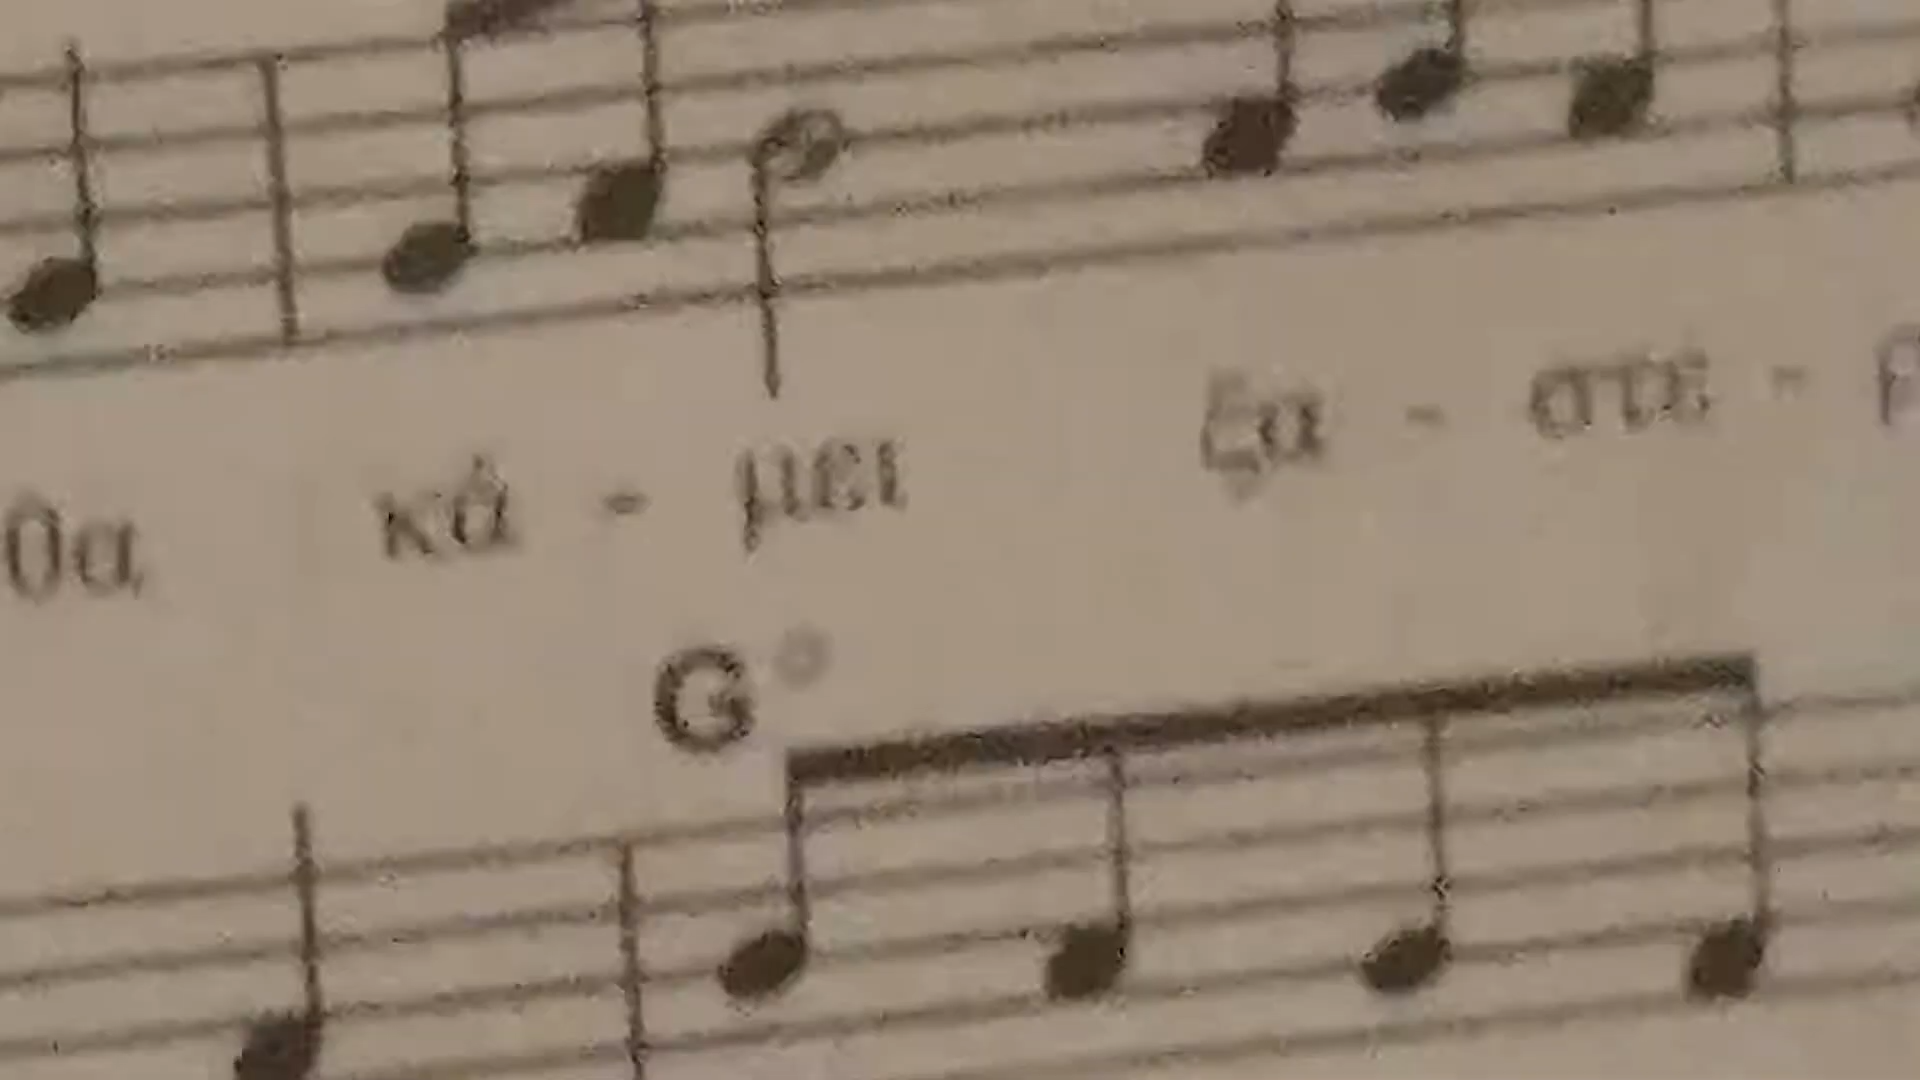 θα κά - μει ξα - στε -
G°